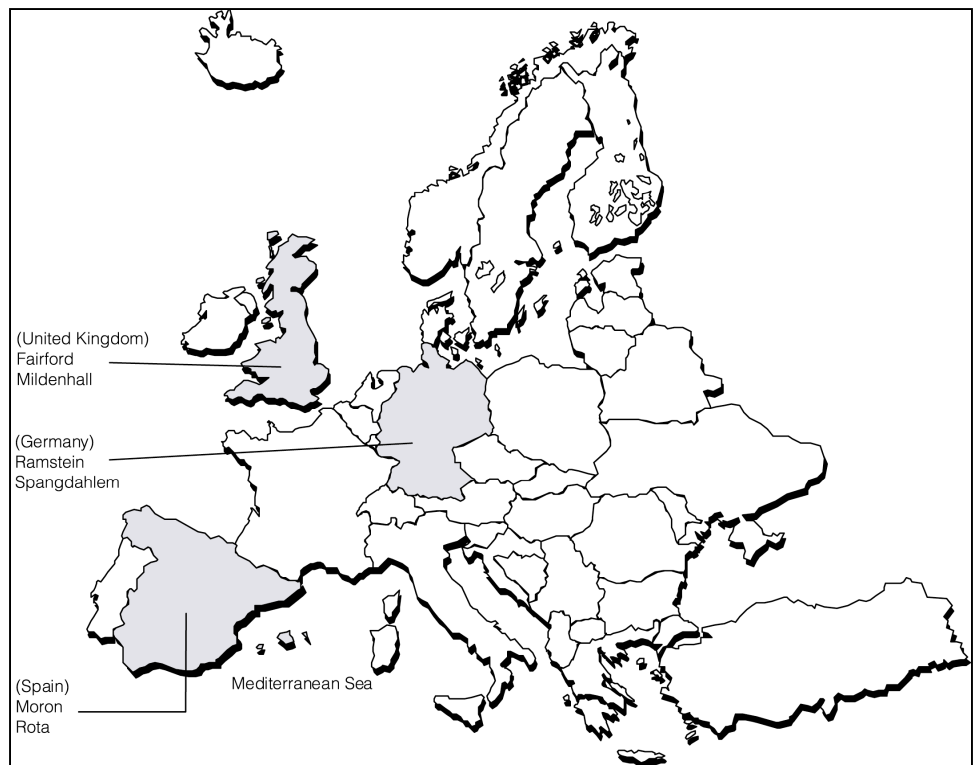 (United Kingdom)
Fairford
Mildenhall
(Germany)
Ramstein
Spangdahlem
(Spain)
Moron
Rota
Mediterranean Sea